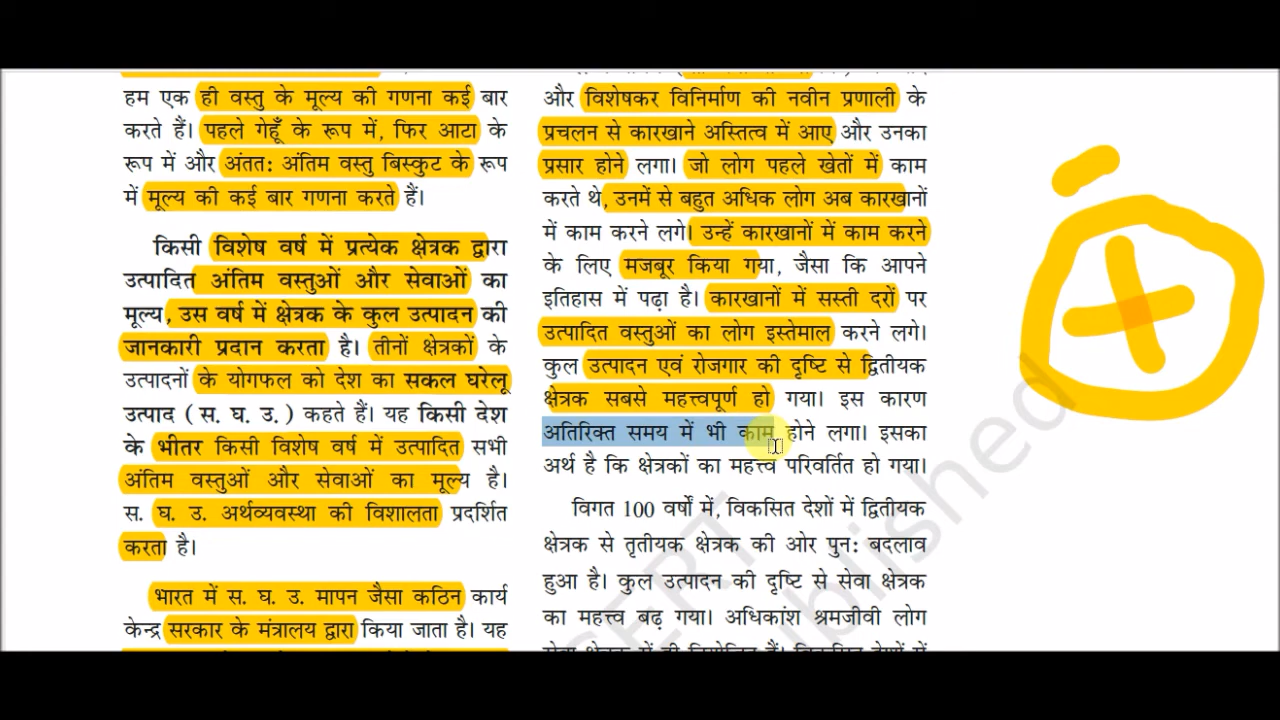 हम एक ही वस्तु के मूल्य की गणना कई बार
करते हैं। पहले गेहूँ के रूप में, फिर आटा के
रूप में और अंतत: अंतिम वस्तु बिस्कुट के रूप
में मूल्य की कई बार गणना करते हैं।
किसी विशेष वर्ष में प्रत्येक क्षेत्रक द्वारा
उत्पादित अंतिम वस्तुओं और सेवाओं का
मूल्य, उस वर्ष में क्षेत्रक के कुल उत्पादन की
जानकारी प्रदान करता है। तीनों क्षेत्रकों के
उत्पादनों के योगफल को देश का सकल घरेलू
उत्पाद (स. घ. उ.) कहते हैं। यह किसी देश
के भीतर किसी विशेष वर्ष में उत्पादित सभी
अंतिम वस्तुओं और सेवाओं का मूल्य है।
स. घ. उ. अर्थव्यवस्था की विशालता प्रदर्शित
करता है।
भारत में स. घ. उ. मापन जैसा कठिन कार्य
केन्द्र सरकार के मंत्रालय द्वारा किया जाता है। यह
और विशेषकर विनिर्माण की नवीन प्रणाली के
प्रचलन से कारखाने अस्तित्व में आए और उनका
प्रसार होने लगा। जो लोग पहले खेतों में काम
करते थे, उनमें से बहुत अधिक लोग अब कारखानों
में काम करने लगे। उन्हें कारखानों में काम करने
के लिए मजबूर किया गया, जैसा कि आपने
इतिहास में पढ़ा है। कारखानों में सस्ती दरों पर
उत्पादित वस्तुओं का लोग इस्तेमाल करने लगे।
कुल उत्पादन एवं रोजगार की दृष्टि से द्वितीयक
क्षेत्रक सबसे महत्त्वपूर्ण हो गया। इस कारण
अतिरिक्त समय में भी काम होने लगा। इसका
अर्थ है कि क्षेत्रकों का महत्त्व परिवर्तित हो गया।
विगत 100 वर्षों में, विकसित देशों में द्वितीयक
क्षेत्रक से तृतीयक क्षेत्रक की ओर पुन: बदलाव
हुआ है। कुल उत्पादन की दृष्टि से सेवा क्षेत्रक
का महत्त्व बढ़ गया। अधिकांश श्रमजीवी लोग